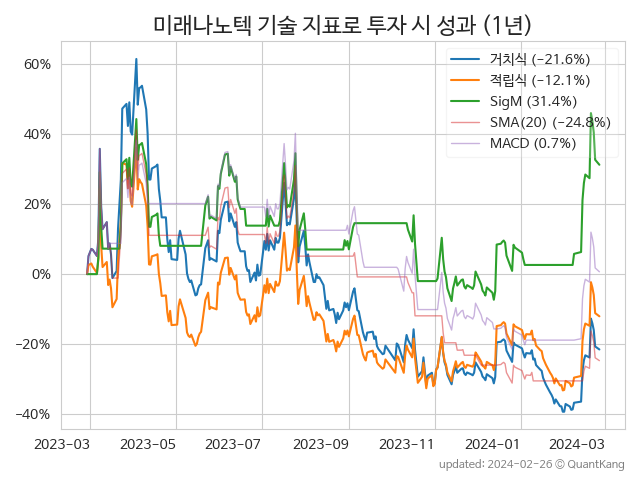 미래나노텍 기술 지표로 투자 시 성과 (1년)
거치식 (−21.6%)
적립식 (−12.1%)
SigM (31.4%)
SMA(20) (−24.8%)
MACD (0.7%)
60%
40%
20%
0%
−20%
−40%
2023−03 2023−05 2023−07 2023−09 2023−11 2024−01 2024−03
updated: 2024−02−26 © QuantKang